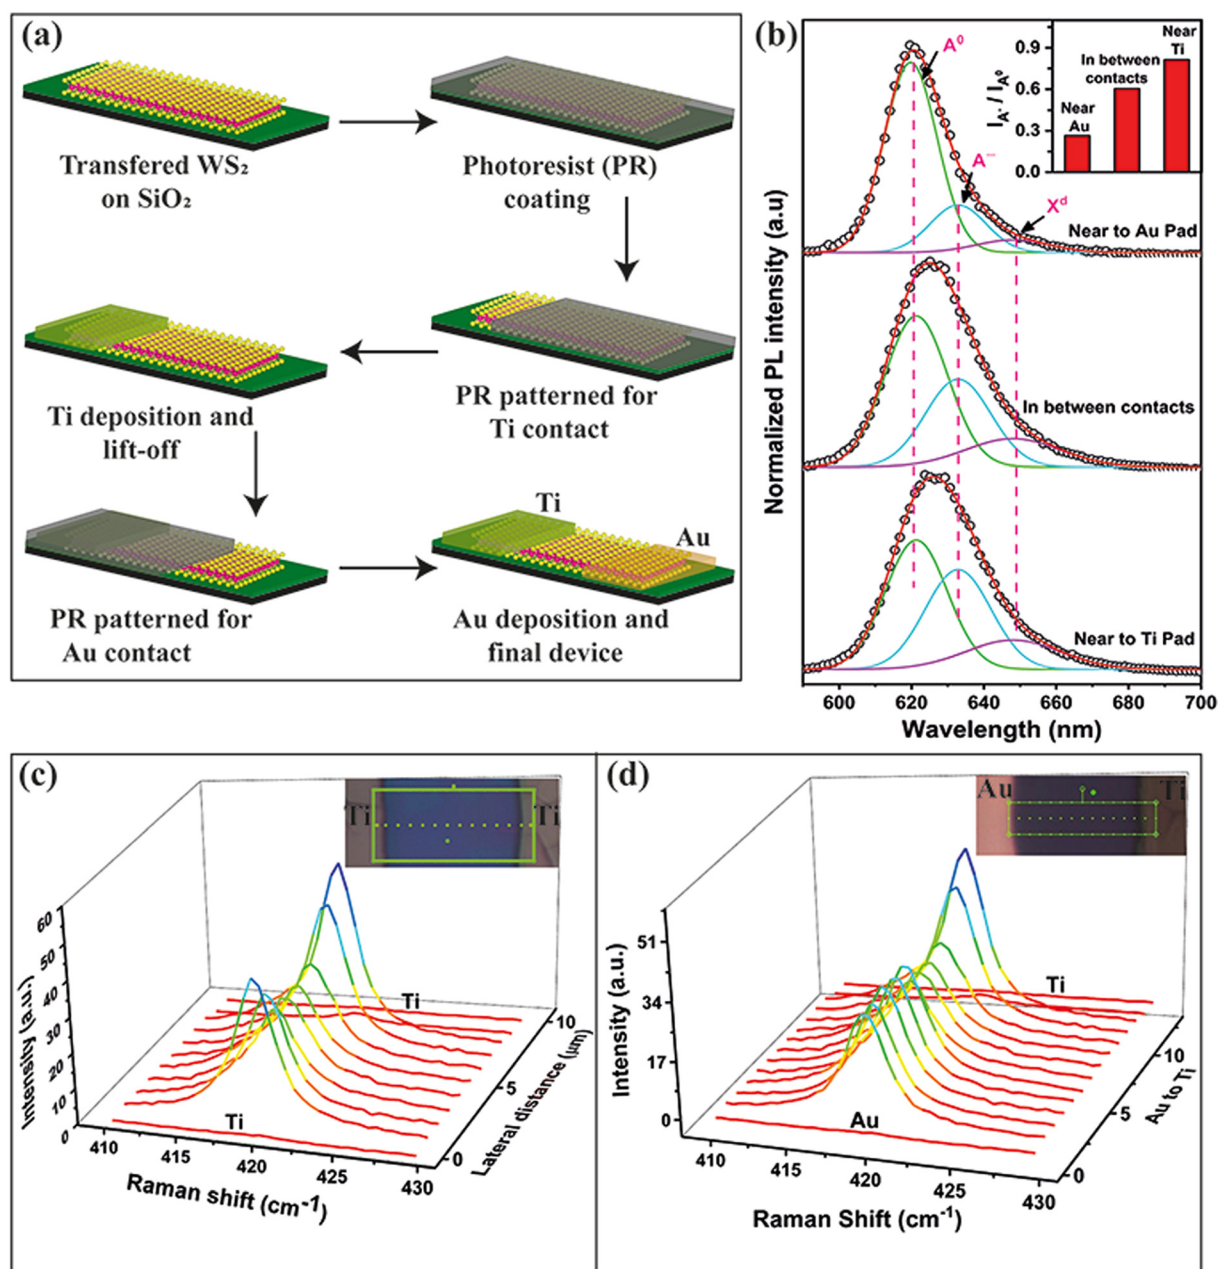 (a)
Transfered WS₂
on SiO₂
Photoresist (PR)
coating
Ti deposition and
lift-off
PR patterned for
Ti contact
Ti
Au
PR patterned for
Au contact
Au deposition and
final device
(b)
Normalized PL intensity (a.u)
A⁰
A⁻
Xᵈ
I_A⁻ / I_A⁰
0.9
0.6
0.3
0.0
Near
Au
In between
contacts
Near
Ti
Near to Au Pad
In between contacts
Near to Ti Pad
600 620 640 660 680 700
Wavelength (nm)
(c)
Ti
Ti
Intensity (a.u.)
60
50
40
30
20
10
0
Ti
Ti
410 415 420 425 430
Raman shift (cm⁻¹)
0
5
10
Lateral distance (μm)
(d)
Au
Ti
Intensity (a.u.)
51
34
17
0
Ti
Au
410 415 420 425 430
Raman Shift (cm⁻¹)
0
5
10
Au to Ti